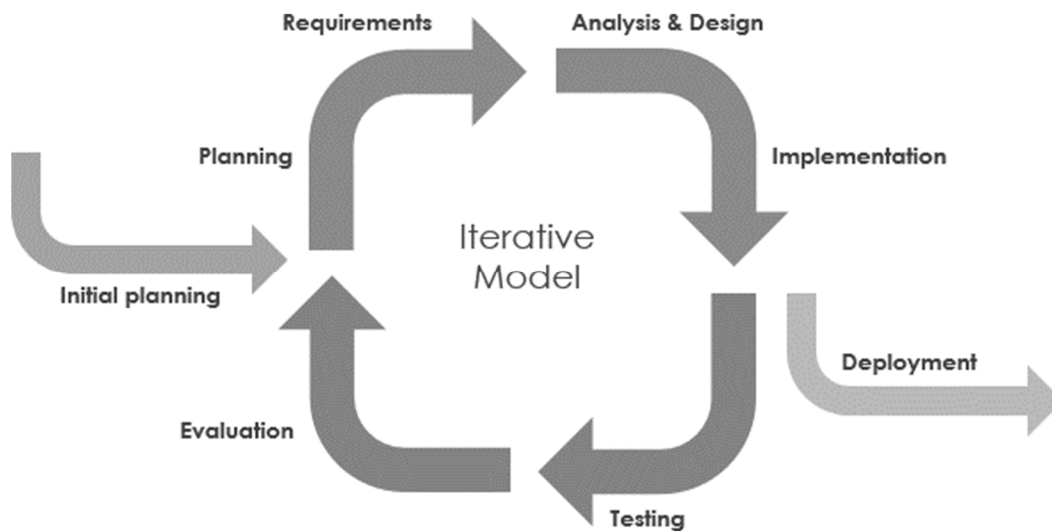 Requirements
Analysis & Design
Planning
Implementation
Iterative
Model
Initial planning
Deployment
Evaluation
Testing